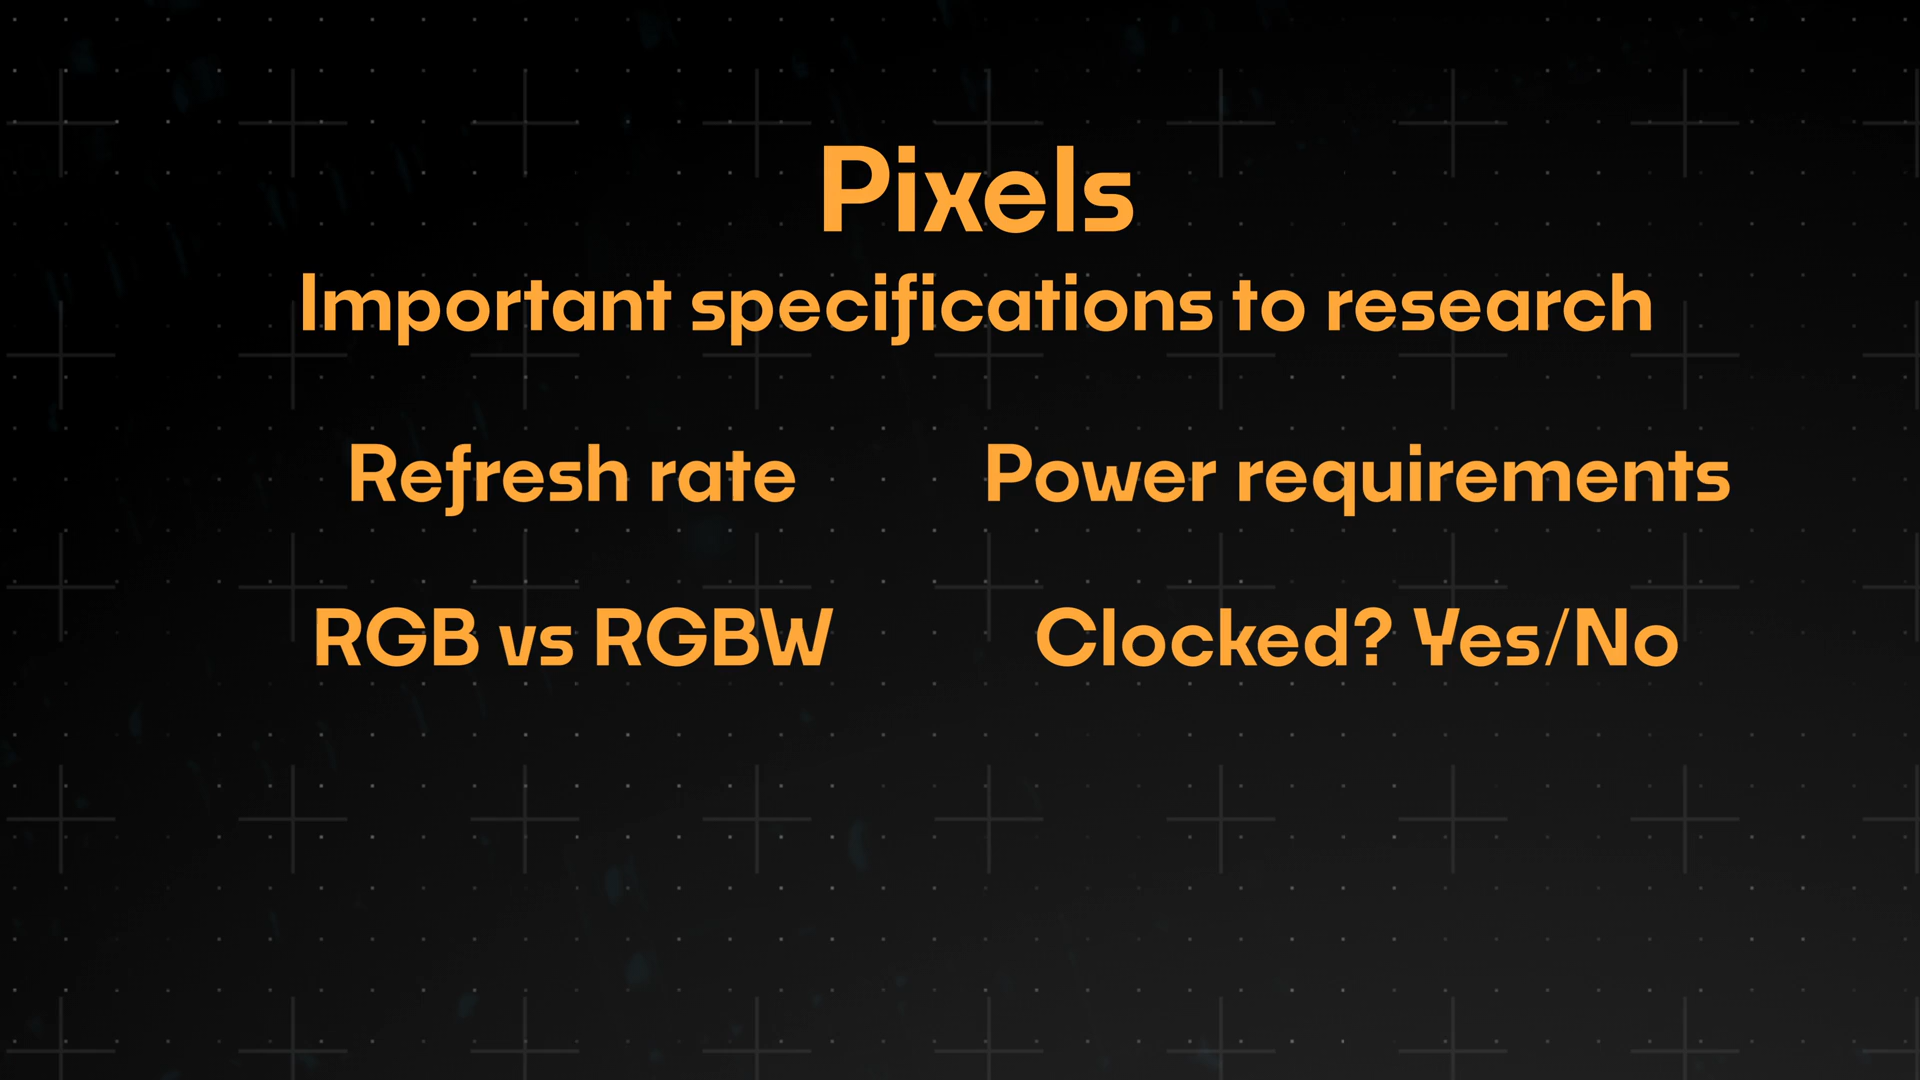 Pixels
Important specifications to research
Refresh rate
Power requirements
RGB vs RGBW
Clocked? Yes/No